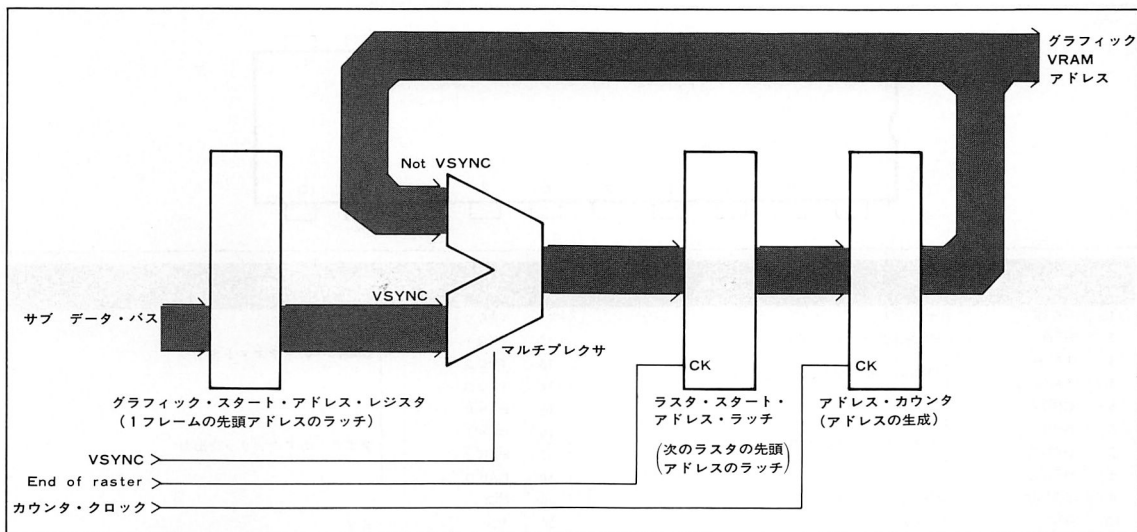 グラフィック
VRAM
アドレス
Not VSYNC
VSYNC
サブ データ・バス
マルチプレクサ
CK
CK
グラフィック・スタート・アドレス・レジスタ
(1フレームの先頭アドレスのラッチ)
ラスタ・スタート・
アドレス・ラッチ
(次のラスタの先頭
アドレスのラッチ)
アドレス・カウンタ
(アドレスの生成)
VSYNC
End of raster
カウンタ・クロック